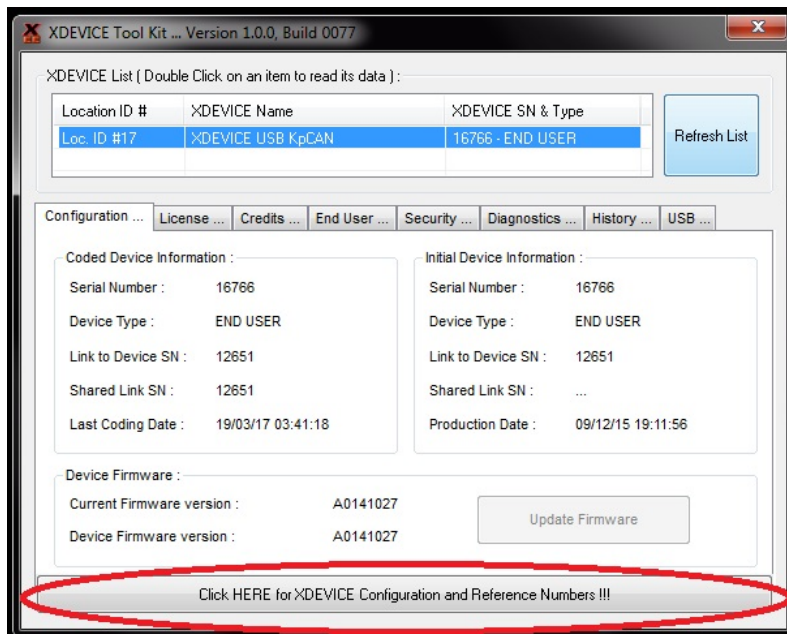 XDEVICE Tool Kit ... Version 1.0.0, Build 0077
XDEVICE List ( Double Click on an item to read its data ) :
Location ID # XDEVICE Name XDEVICE SN & Type
Loc. ID #17 XDEVICE USB KpCAN 16766 - END USER
Refresh List
Configuration ... License ... Credits ... End User ... Security ... Diagnostics ... History ... USB ...
Coded Device Information :
Serial Number : 16766
Device Type : END USER
Link to Device SN : 12651
Shared Link SN : 12651
Last Coding Date : 19/03/17 03:41:18
Initial Device Information :
Serial Number : 16766
Device Type : END USER
Link to Device SN : 12651
Shared Link SN : ...
Production Date : 09/12/15 19:11:56
Device Firmware :
Current Firmware version : A0141027
Device Firmware version : A0141027
Update Firmware
Click HERE for XDEVICE Configuration and Reference Numbers !!!